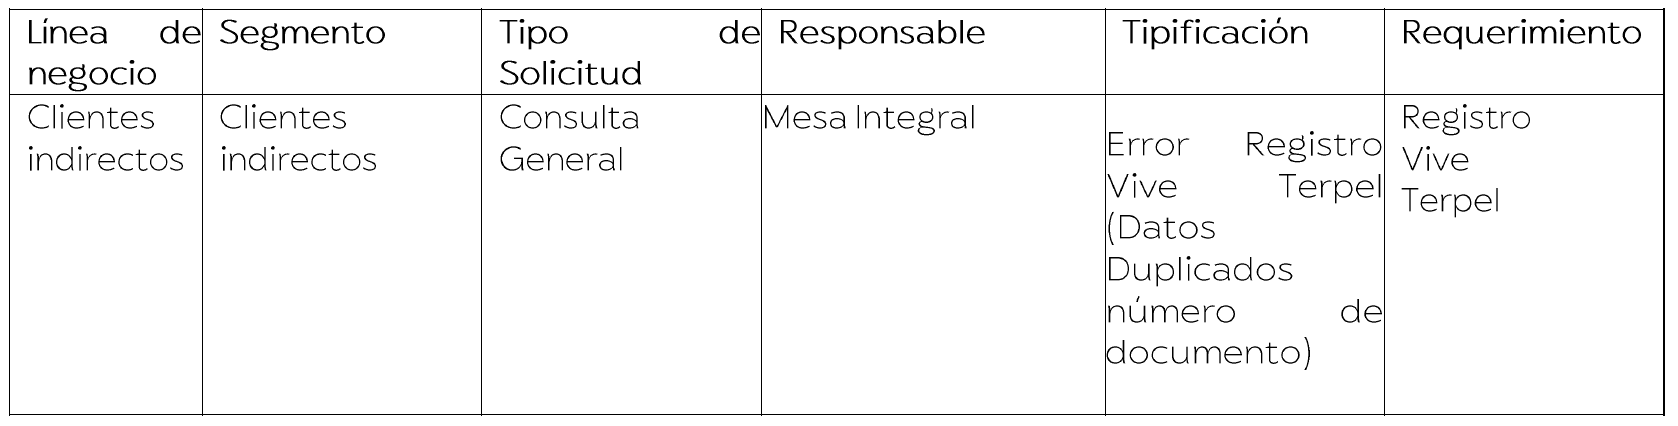 Línea de negocio
Segmento
Tipo de Solicitud
Responsable
Tipificación
Requerimiento
Clientes
indirectos
Clientes
indirectos
Consulta
General
Mesa Integral
Error Registro
Vive Terpel
(Datos
Duplicados
número de
documento)
Registro
Vive
Terpel